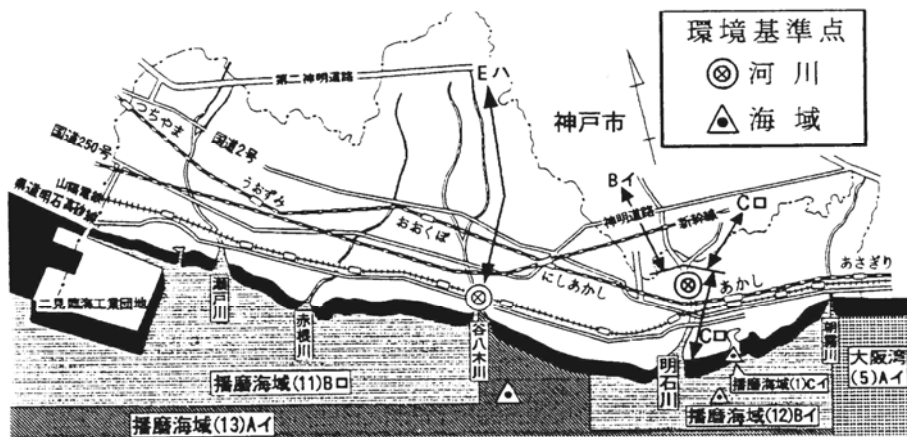 環境基準点
河川
海域
第二神明道路
Eハ
神戸市
つちやま
国道2号
国道250号
うおずみ
山陽電鉄
県道明石高砂線
おおくぼ
Bイ
神明道路
新幹線
Cロ
にしあかし
あかし
あさぎり
二見臨海工業団地
瀬戸川
赤根川
谷八木川
明石川
Cロ
朝霧川
大阪湾
(5)Aイ
播磨海域(11)Bロ
播磨海域(1)Cイ
播磨海域(12)Bイ
播磨海域(13)Aイ